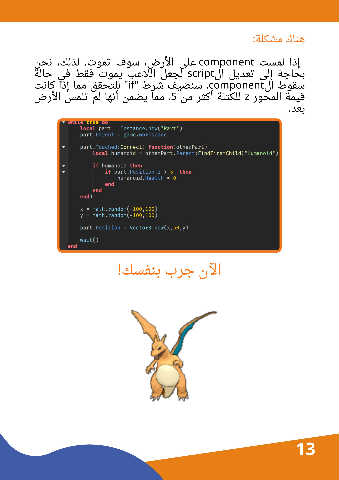 هناك مشكلة:
إذا لمست component على الأرض، سوف تموت. لذلك، نحن
بحاجة إلى تعديل الscript لجعل اللاعب يموت فقط في حالة
سقوط الcomponent. سنضيف شرط "if" للتحقق مما إذا كانت
قيمة المحور z للكتلة أكثر من 5. مما يضمن أنها لم تلمس الأرض
بعد.
while true do
local part = Instance.new("Part")
part.Parent = game.Workspace
part.Touched:Connect( function(otherPart)
local humanoid = otherPart.Parent:FindFirstChild("Humanoid")
if humanoid then
if part.Position.z > 5 then
humanoid.Health = 0
end
end
end)
x = math.random(-100,100)
y = math.random(-100,100)
part.Position = Vector3.new(x,50,y)
wait()
end
الآن جرب بنفسك!
13